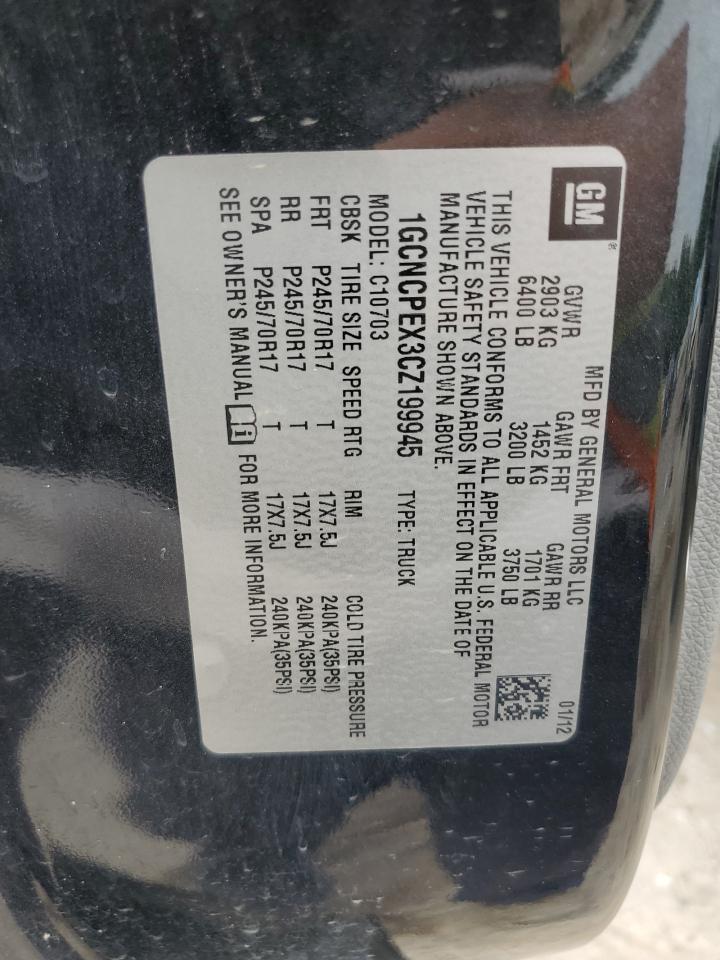 GM®
MFD BY GENERAL MOTORS LLC 01/12
GVWR GAWR FRT GAWR RR
2903 KG 1452 KG 1701 KG
6400 LB 3200 LB 3750 LB
THIS VEHICLE CONFORMS TO ALL APPLICABLE U.S. FEDERAL MOTOR
VEHICLE SAFETY STANDARDS IN EFFECT ON THE DATE OF
MANUFACTURE SHOWN ABOVE.
1GCNCPEX3CZ199945 TYPE: TRUCK
MODEL: C10703
CBSK TIRE SIZE SPEED RTG RIM COLD TIRE PRESSURE
FRT P245/70R17 T 17X7.5J 240KPA(35PSI)
RR P245/70R17 T 17X7.5J 240KPA(35PSI)
SPA P245/70R17 T 17X7.5J 240KPA(35PSI)
SEE OWNER'S MANUAL i FOR MORE INFORMATION.